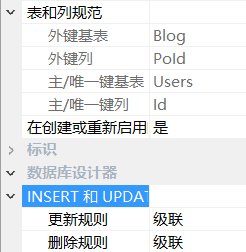 表和列规范
外键基表 Blog
外键列 PoId
主/唯一键基表 Users
主/唯一键列 Id
在创建或重新启用 是
标识
数据库设计器
INSERT 和 UPDAT
更新规则 级联
删除规则 级联